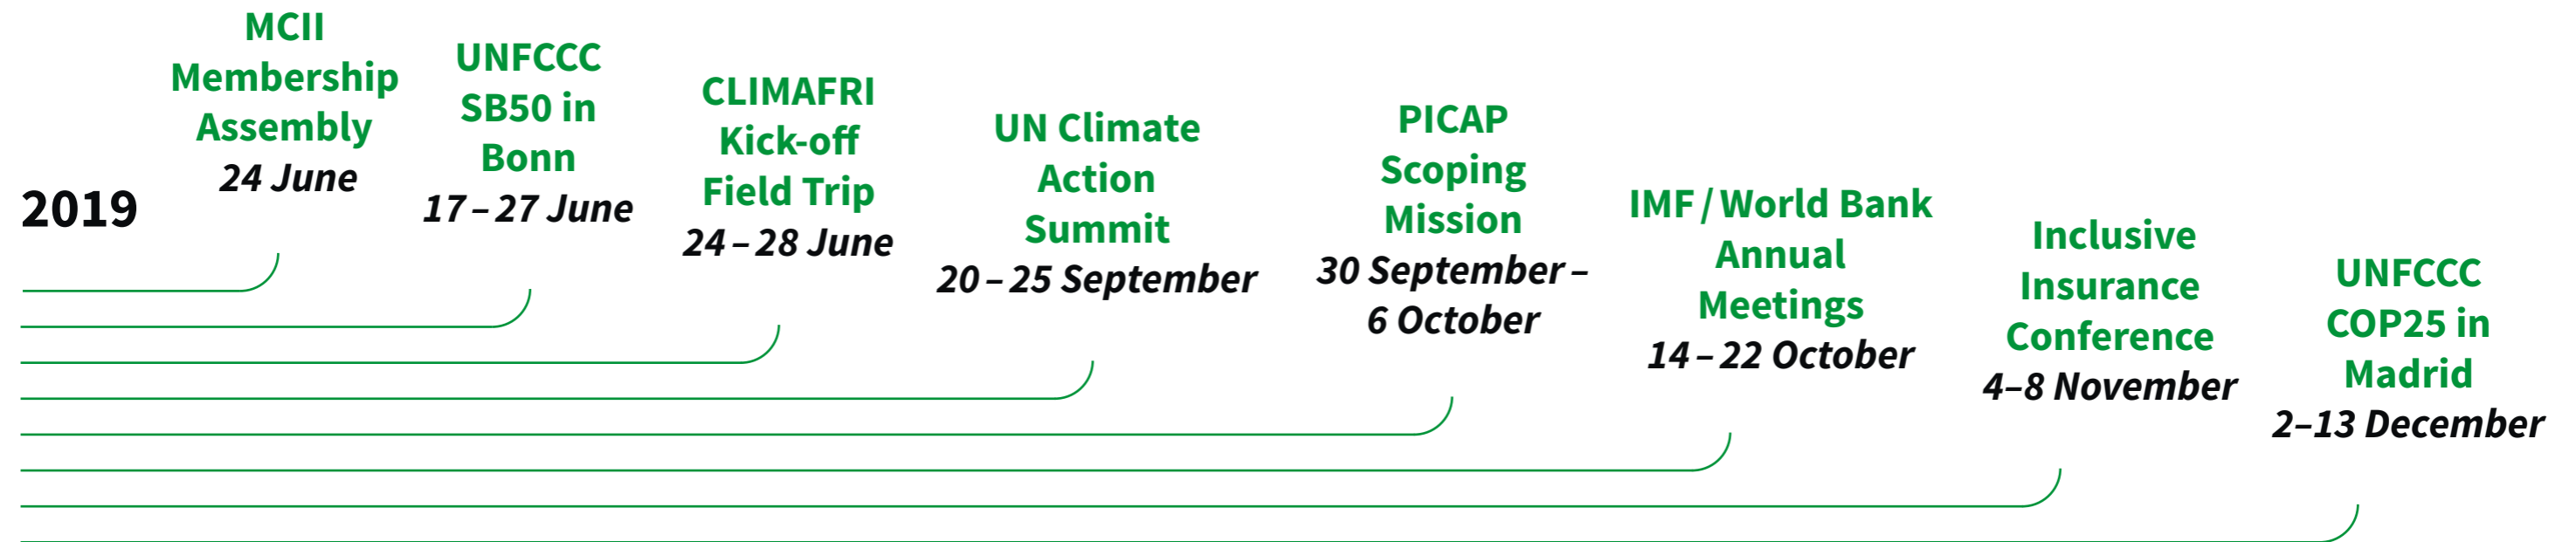 2019
MCII
Membership
Assembly
24 June
UNFCCC
SB50 in
Bonn
17 – 27 June
CLIMAFRI
Kick-off
Field Trip
24 – 28 June
UN Climate
Action
Summit
20 – 25 September
PICAP
Scoping
Mission
30 September –
6 October
IMF / World Bank
Annual
Meetings
14 – 22 October
Inclusive
Insurance
Conference
4–8 November
UNFCCC
COP25 in
Madrid
2–13 December